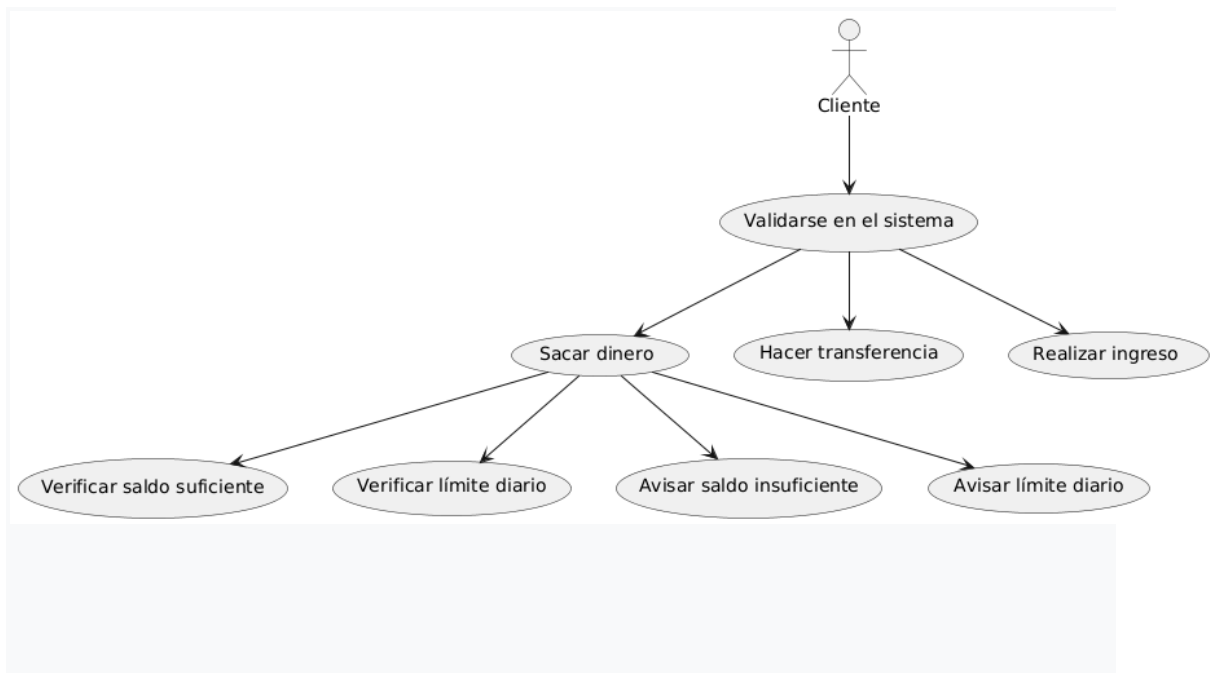 Cliente
Validarse en el sistema
Sacar dinero
Hacer transferencia
Realizar ingreso
Verificar saldo suficiente
Verificar límite diario
Avisar saldo insuficiente
Avisar límite diario